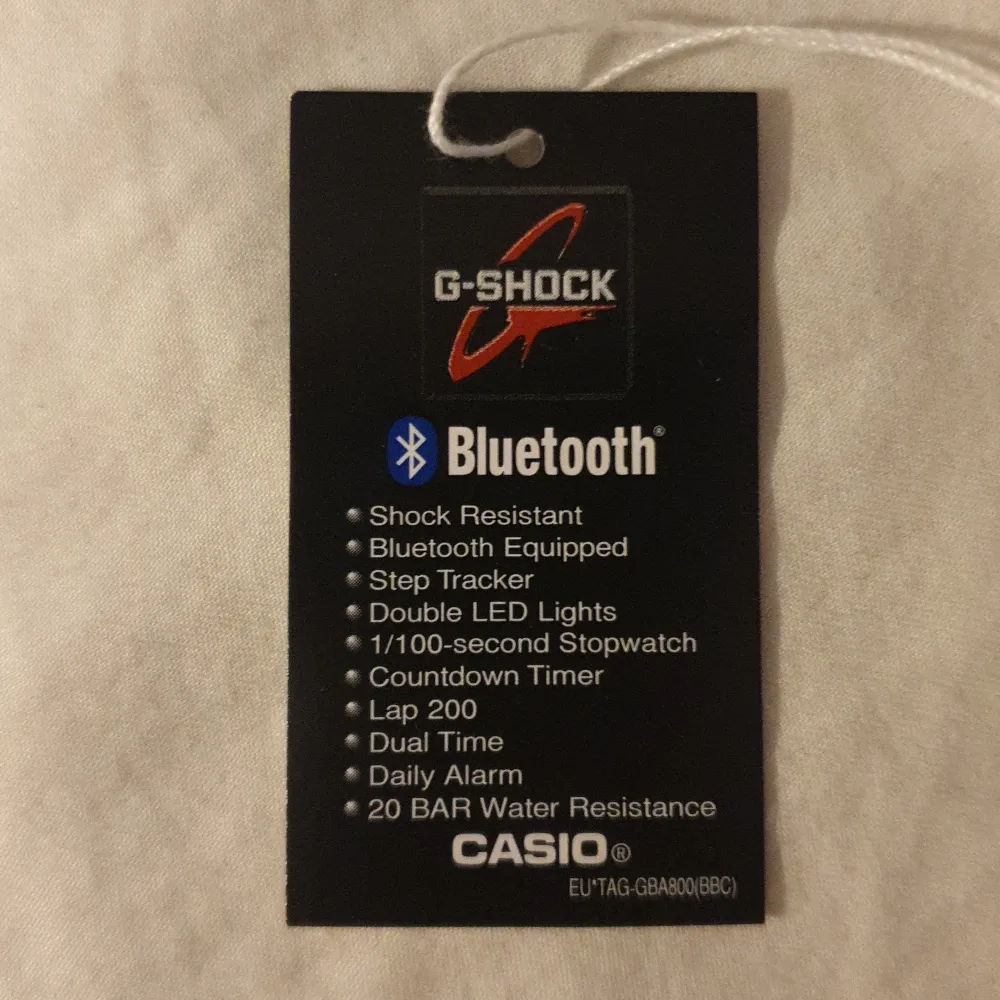 G-SHOCK
Bluetooth®
• Shock Resistant
• Bluetooth Equipped
• Step Tracker
• Double LED Lights
• 1/100-second Stopwatch
• Countdown Timer
• Lap 200
• Dual Time
• Daily Alarm
• 20 BAR Water Resistance
CASIO®
EU*TAG-GBA800(BBC)